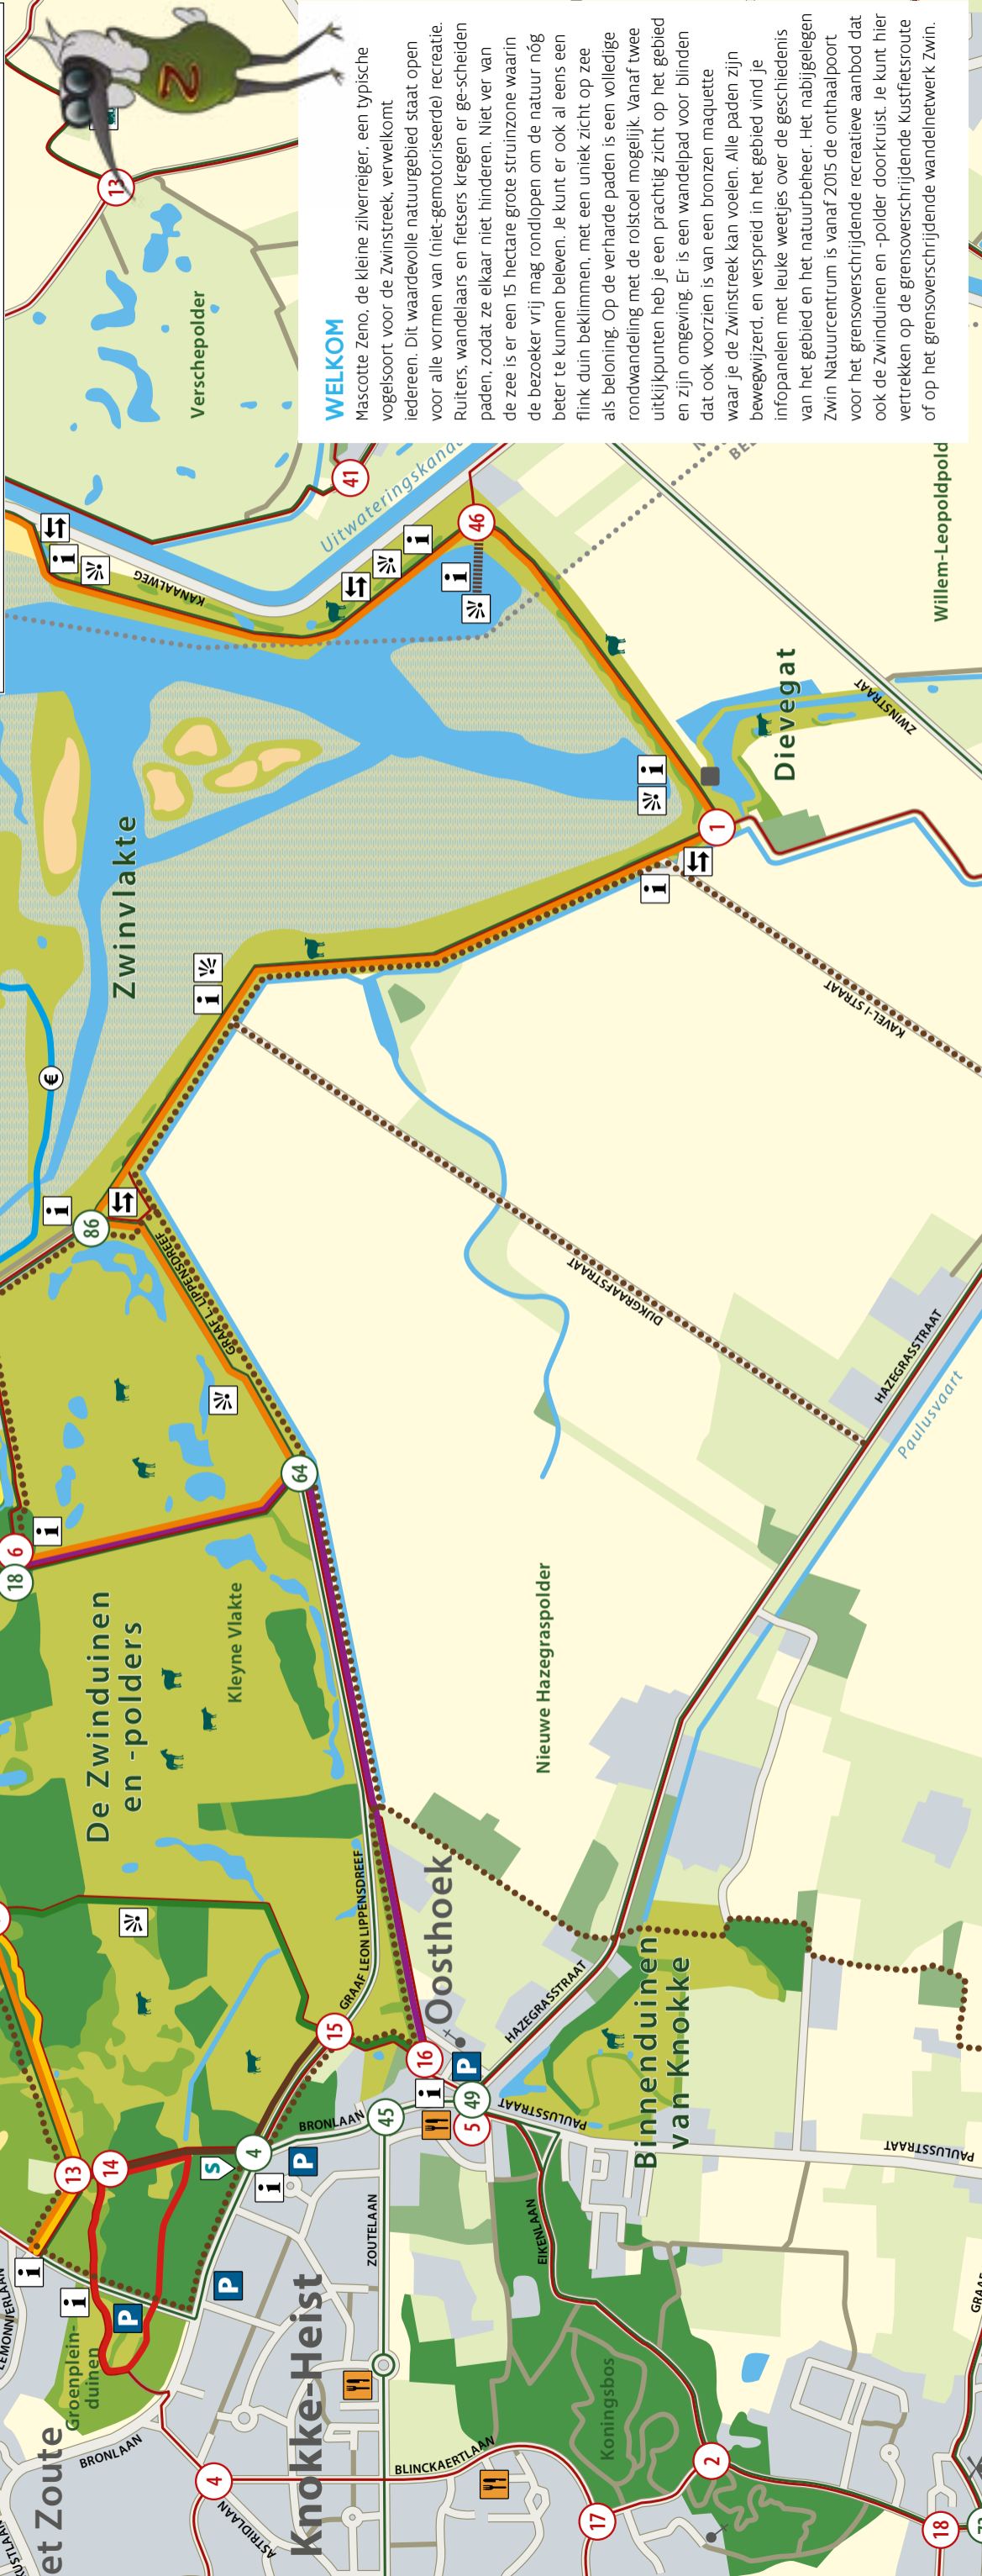 WELKOM
Mascotte Zeno, de kleine zilverreiger, een typische
vogelsoort voor de Zwinstreek, verwelkomt
iedereen. Dit waardevolle natuurgebied staat open
voor alle vormen van (niet-gemotoriseerde) recreatie.
Ruiters, wandelaars en fietsers kregen er ge-scheiden
paden, zodat ze elkaar niet hinderen. Niet ver van
de zee is er een 15 hectare grote struinzone waarin
de bezoeker vrij mag rondlopen om de natuur nóg
beter te kunnen beleven. Je kunt er ook al eens een
flink duin beklimmen, met een uniek zicht op zee
als beloning. Op de verharde paden is een volledige
rondwandeling met de rolstoel mogelijk. Vanaf twee
uitkijkpunten heb je een prachtig zicht op het gebied
en zijn omgeving. Er is een wandelpad voor blinden
dat ook voorzien is van een bronzen maquette
waar je de Zwinstreek kan voelen. Alle paden zijn
bewegwijzerd, en verspreid in het gebied vind je
infopanelen met leuke weetjes over de geschiedenis
van het gebied en het natuurbeheer. Het nabijgelegen
Zwin Natuurcentrum is vanaf 2015 de onthaalpoort
voor het grensoverschrijdende recreatieve aanbod dat
ook de Zwinduinen en -polder doorkruist. Je kunt hier
vertrekken op de grensoverschrijdende Kustfietsroute
of op het grensoverschrijdende wandelnetwerk Zwin.
Z
13
Verschepolder
41
Uitwateringskanaa
46
KANAALWEG
Willem-Leopoldpold
Dievegat
ZWINSTRAAT
1
Zwinvlakte
€
KAVEL-I STRAAT
86
GRAAF L. LIPPENSDREEF
DIJKGRAAFSTRAAT
HAZEGRASSTRAAT
Paulusvaart
64
6
18
De Zwinduinen
en -polders
Kleyne Vlakte
Nieuwe Hazegraspolder
GRAAF LEON LIPPENSDREEF
Oosthoek
HAZEGRASSTRAAT
15
16
P
49
5
45
BRONLAAN
4
S
P
13
14
PAULUSSTRAAT
PAULUSSTRAAT
Binnenduinen
van Knokke
EIKENLAAN
ZOUTELAAN
P
P
LEMONNIERLAAN
Groenplein-
duinen
Knokke-Heist
BRONLAAN
et Zoute
4
ASTRIDLAAN
BLINCKAERTLAAN
Koningsbos
17
2
18
GRAAF